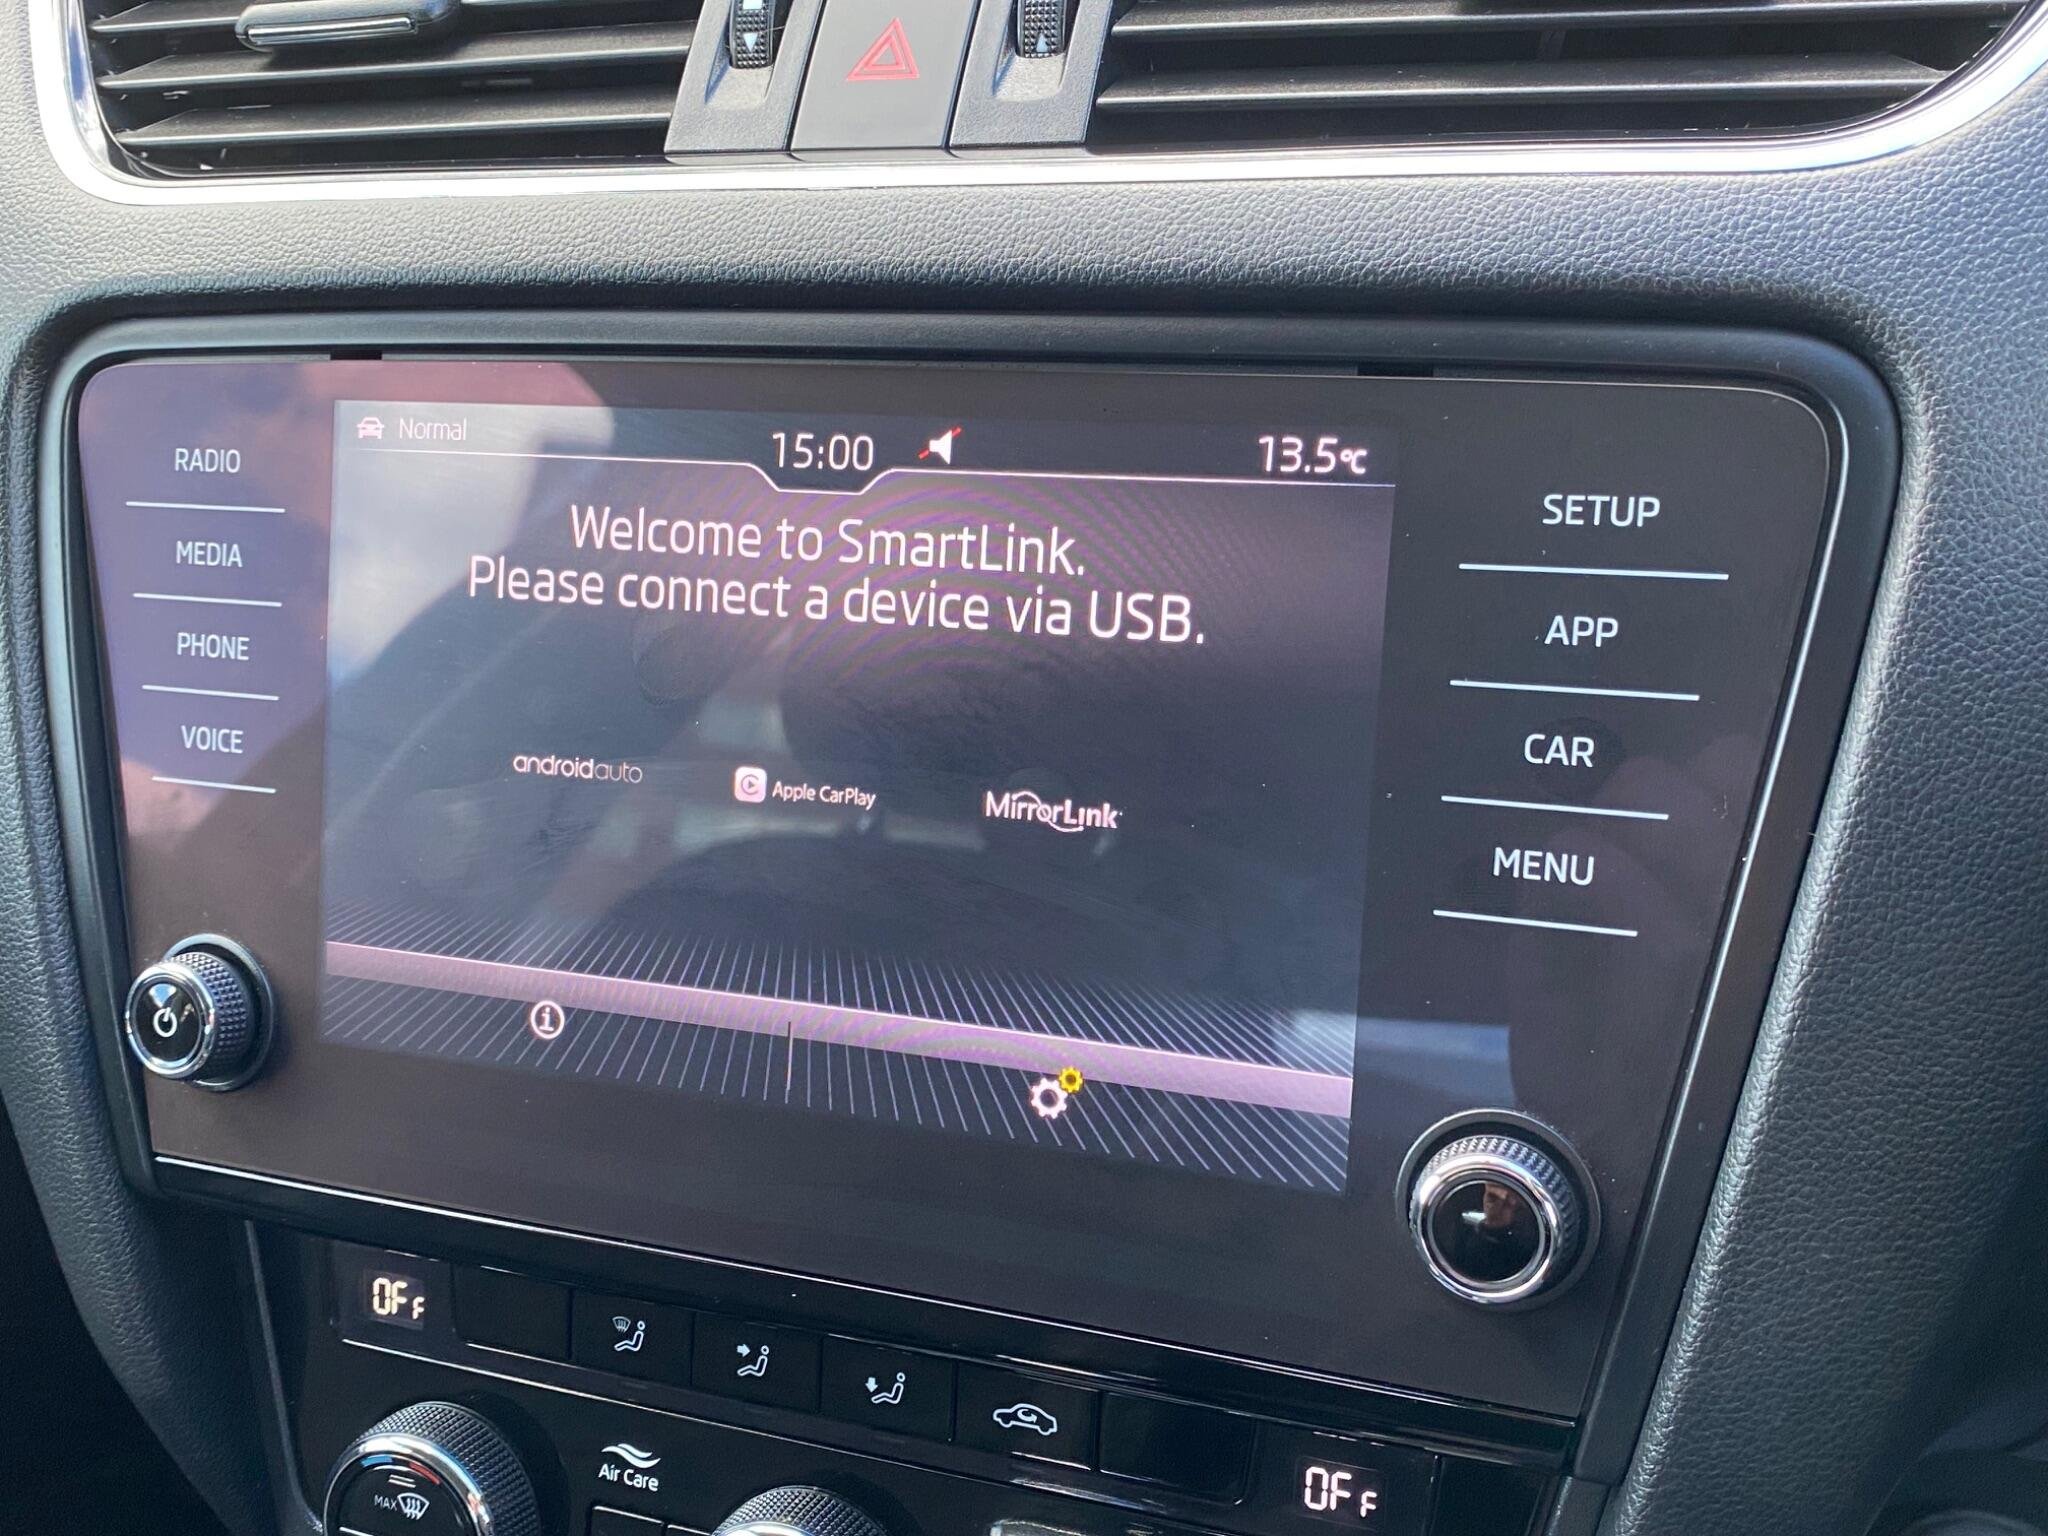 Normal
15:00
13.5°C
Welcome to SmartLink.
Please connect a device via USB.
androidauto
Apple CarPlay
MirrorLink
RADIO
MEDIA
PHONE
VOICE
SETUP
APP
CAR
MENU
OFF
Air Care
MAX
OFF